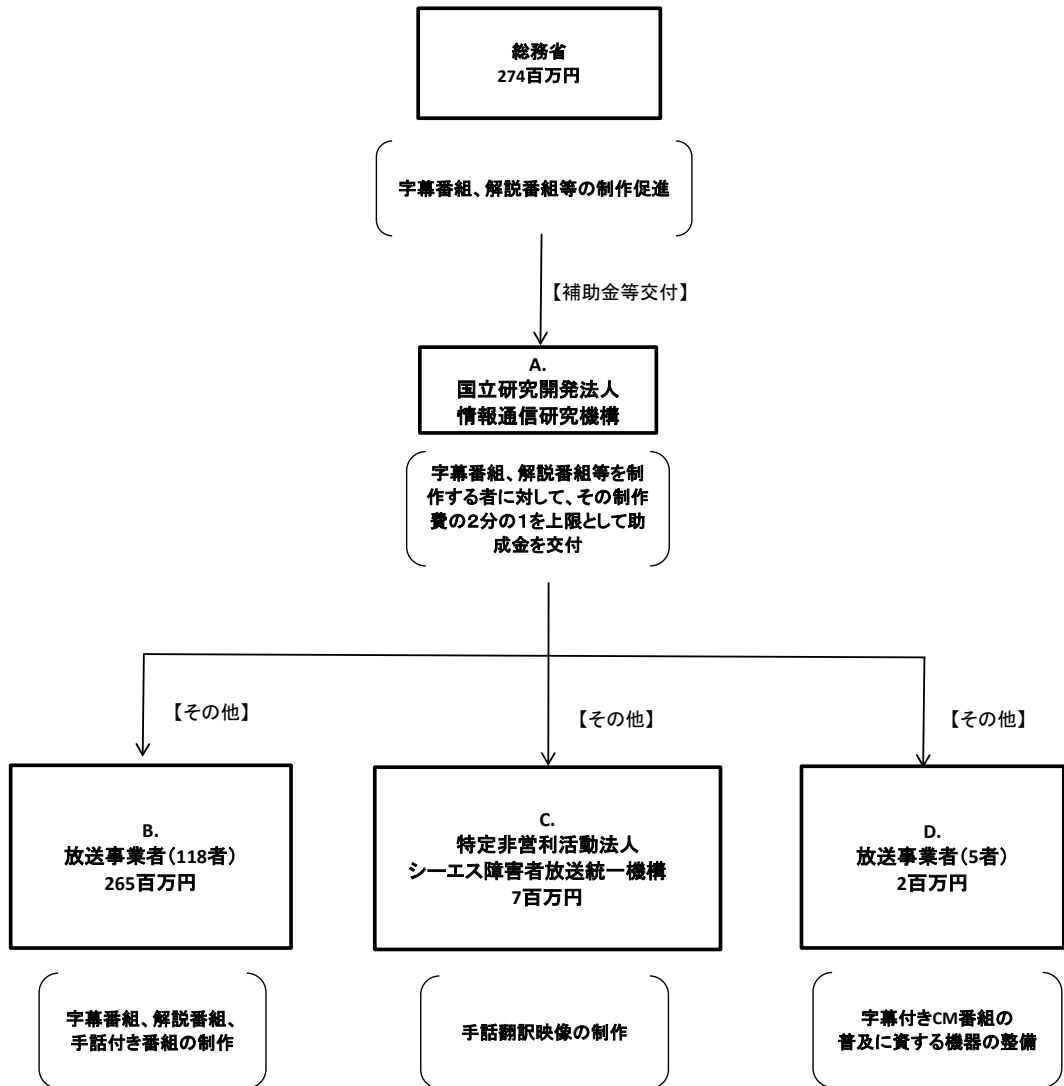 総務省
274百万円
字幕番組、解説番組等の制作促進
【補助金等交付】
A.
国立研究開発法人
情報通信研究機構
字幕番組、解説番組等を制
作する者に対して、その制作
費の2分の1を上限として助
成金を交付
【その他】
【その他】
【その他】
B.
放送事業者(118者)
265百万円
C.
特定非営利活動法人
シーエス障害者放送統一機構
7百万円
D.
放送事業者(5者)
2百万円
字幕番組、解説番組、
手話付き番組の制作
手話翻訳映像の制作
字幕付きCM番組の
普及に資する機器の整備